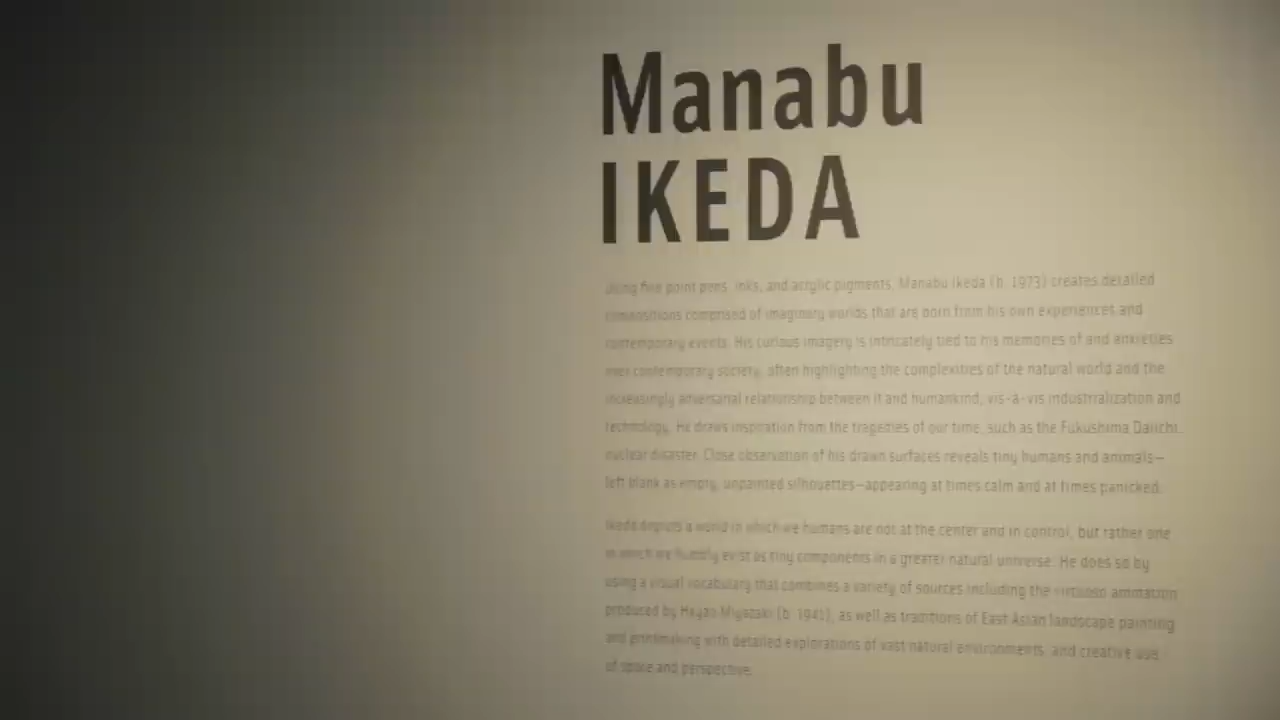 Manabu
IKEDA
Using fine point pens, inks, and acrylic pigments, Manabu Ikeda (b. 1973) creates detailed
compositions comprised of imaginary worlds that are born from his own experiences and
contemporary events. His curious imagery is intricately tied to his memories of and anxieties
over contemporary society, often highlighting the complexities of the natural world and the
increasingly adversarial relationship between it and humankind, vis-à-vis industrialization and
technology. He draws inspiration from the tragedies of our time, such as the Fukushima Daiichi
nuclear disaster. Close observation of his drawn surfaces reveals tiny humans and animals—
left blank as empty, unpainted silhouettes—appearing at times calm and at times panicked.
Ikeda depicts a world in which we humans are not at the center and in control, but rather one
in which we humbly exist as tiny components in a greater natural universe. He does so by
using a visual vocabulary that combines a variety of sources including the virtuoso animation
produced by Hayao Miyazaki (b. 1941), as well as traditions of East Asian landscape painting
and printmaking with detailed explorations of vast natural environments, and creative use
of space and perspective.